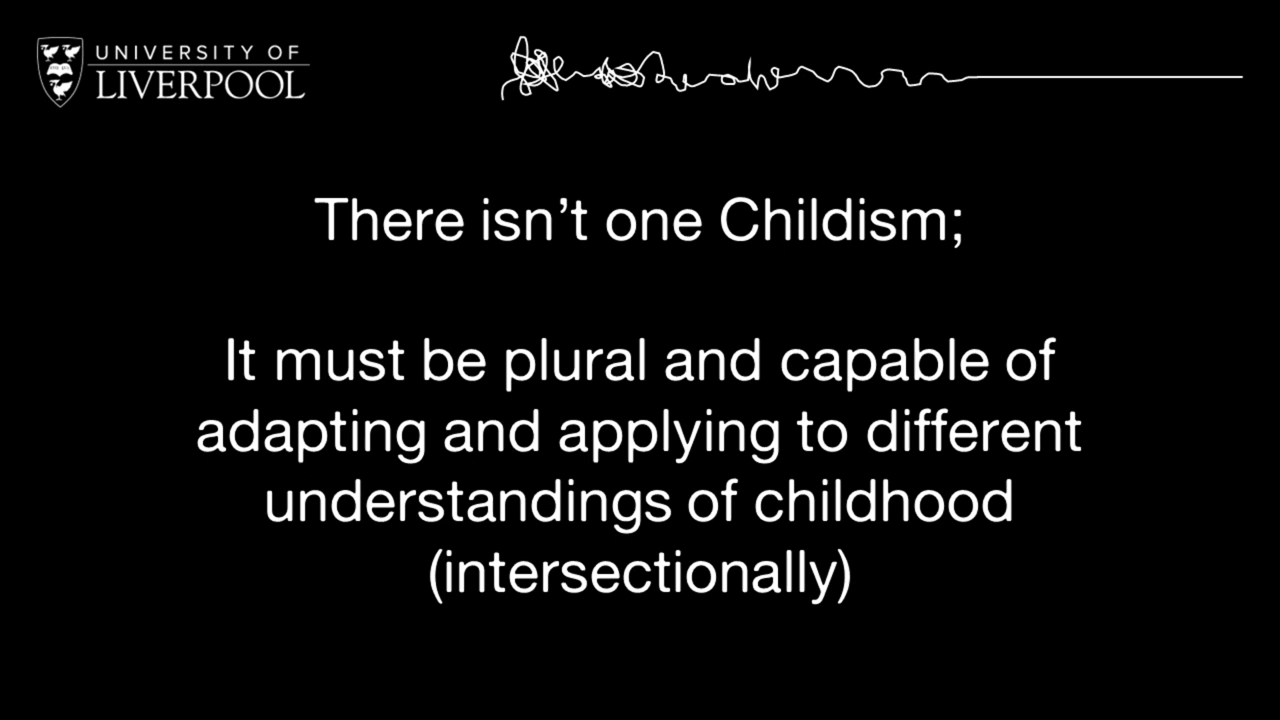 UNIVERSITY OF
LIVERPOOL
There isn’t one Childism;
It must be plural and capable of
adapting and applying to different
understandings of childhood
(intersectionally)